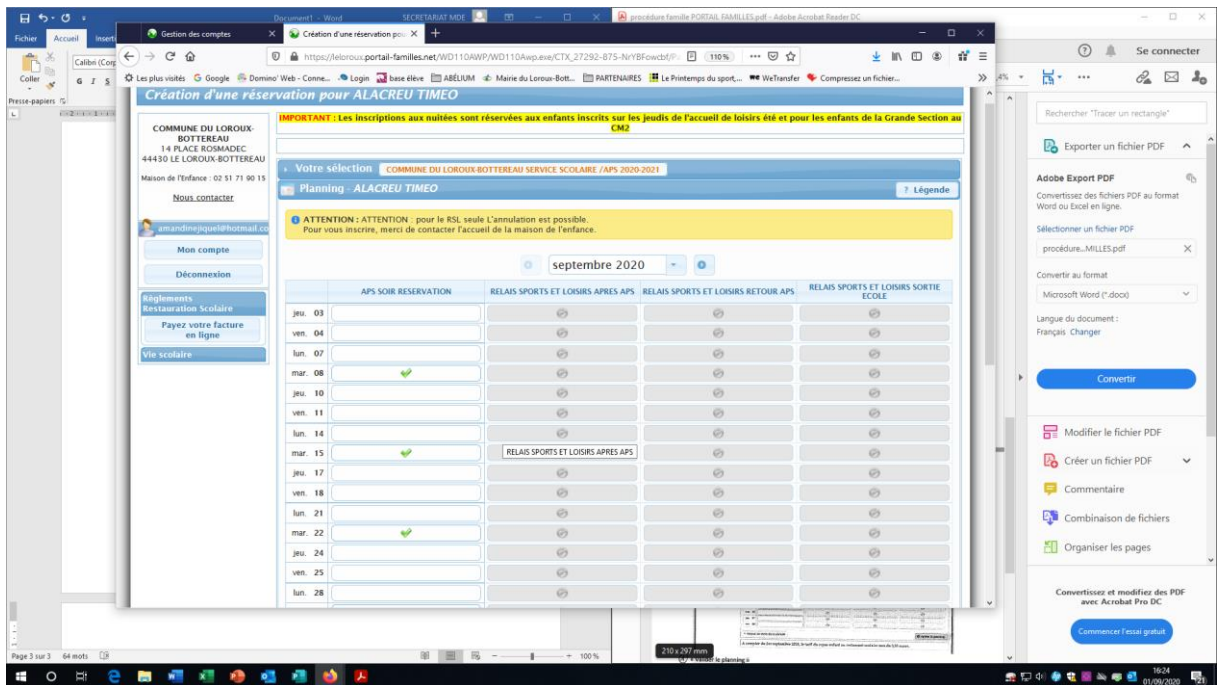 Document1 - Word
SECRETARIAT MDE
procédure famille PORTAIL FAMILLES.pdf - Adobe Acrobat Reader DC
Fichier
Accueil
Gestion des comptes
Se connecter
https://leloroux.portail-familles.net/WD110AWP/WD110Awp.exe/CTX_27292-875-NrYBFowcbf/
110%
Coller
Calibri (Corp
G I S
Presse-papiers
Les plus visités
Google
Domino' Web - Conne...
Login
base élève
ABÉLIUM
Mairie du Loroux-Bott...
PARTENAIRES
Le Printemps du sport,...
WeTransfer
Compressez un fichier...
Création d'une réservation pour ALACREU TIMEO
IMPORTANT : Les inscriptions aux nuitées sont réservées aux enfants inscrits sur les jeudis de l'accueil de loisirs été et pour les enfants de la Grande Section au
CM2
COMMUNE DU LOROUX-
BOTTEREAU
14 PLACE ROSMADEC
44430 LE LOROUX-BOTTEREAU
Maison de l'Enfance : 02 51 71 90 15
Nous contacter
amandinejiquel@hotmail.co
Mon compte
Déconnexion
Règlements
Restauration Scolaire
Payez votre facture
en ligne
Vie scolaire
Votre sélection
COMMUNE DU LOROUX-BOTTEREAU SERVICE SCOLAIRE /APS 2020-2021
Planning - ALACREU TIMEO
? Légende
ATTENTION : ATTENTION : pour le RSL seule L'annulation est possible.
Pour vous inscrire, merci de contacter l'accueil de la maison de l'enfance.
septembre 2020
APS SOIR RESERVATION
RELAIS SPORTS ET LOISIRS APRES APS
RELAIS SPORTS ET LOISIRS RETOUR APS
RELAIS SPORTS ET LOISIRS SORTIE
ECOLE
jeu. 03
ven. 04
lun. 07
mar. 08
jeu. 10
ven. 11
lun. 14
mar. 15
RELAIS SPORTS ET LOISIRS APRES APS
jeu. 17
ven. 18
lun. 21
mar. 22
jeu. 24
ven. 25
lun. 28
Rechercher "Tracer un rectangle"
Exporter un fichier PDF
Adobe Export PDF
Convertissez des fichiers PDF au format
Word ou Excel en ligne.
Sélectionner un fichier PDF
procédure...MILLES.pdf
Convertir au format
Microsoft Word (*.docx)
Langue du document :
Français Changer
Convertir
Modifier le fichier PDF
Créer un fichier PDF
Commentaire
Combinaison de fichiers
Organiser les pages
Convertissez et modifiez des PDF
avec Acrobat Pro DC
Commencer l'essai gratuit
210 x 297 mm
Page 3 sur 3
64 mots
100 %
16:24
01/09/2020